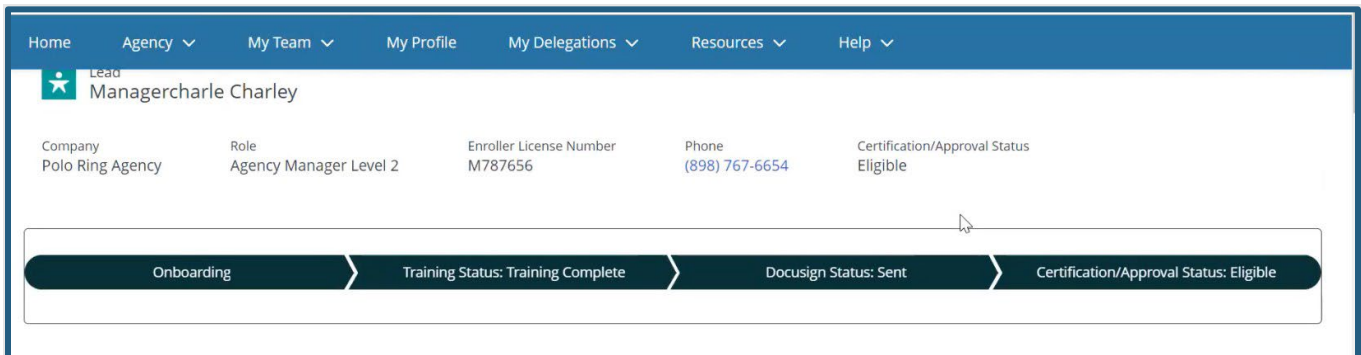 Home Agency My Team My Profile My Delegations Resources Help
Lead
Managercharle Charley
Company Role Enroller License Number Phone Certification/Approval Status
Polo Ring Agency Agency Manager Level 2 M787656 (898) 767-6654 Eligible
Onboarding Training Status: Training Complete Docusign Status: Sent Certification/Approval Status: Eligible